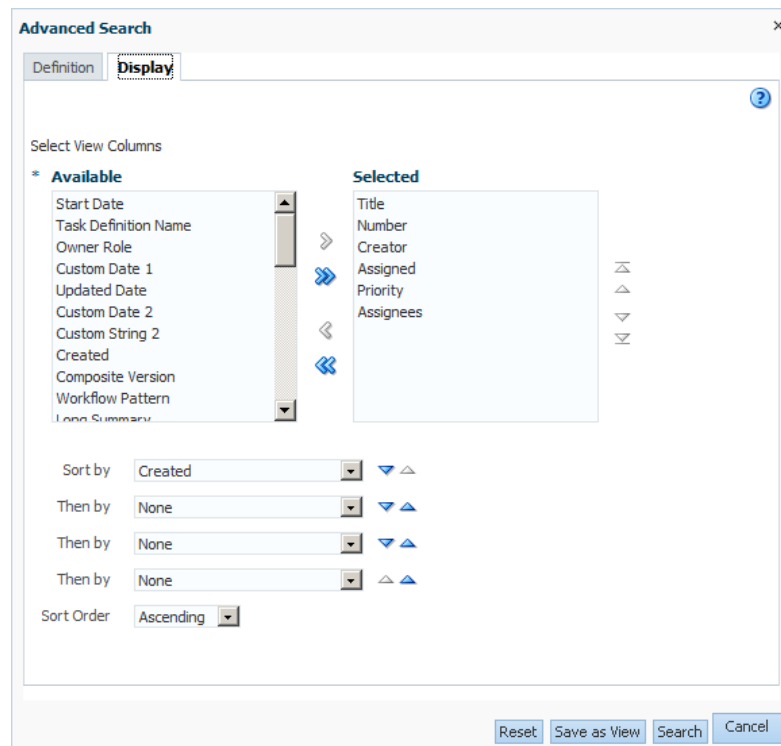 Advanced Search
×
Definition
Display
?
Select View Columns
* Available
Selected
Start Date
Task Definition Name
Owner Role
Custom Date 1
Updated Date
Custom Date 2
Custom String 2
Created
Composite Version
Workflow Pattern
Long Summary
Title
Number
Creator
Assigned
Priority
Assignees
Sort by Created
Then by None
Then by None
Then by None
Sort Order Ascending
Reset Save as View Search Cancel